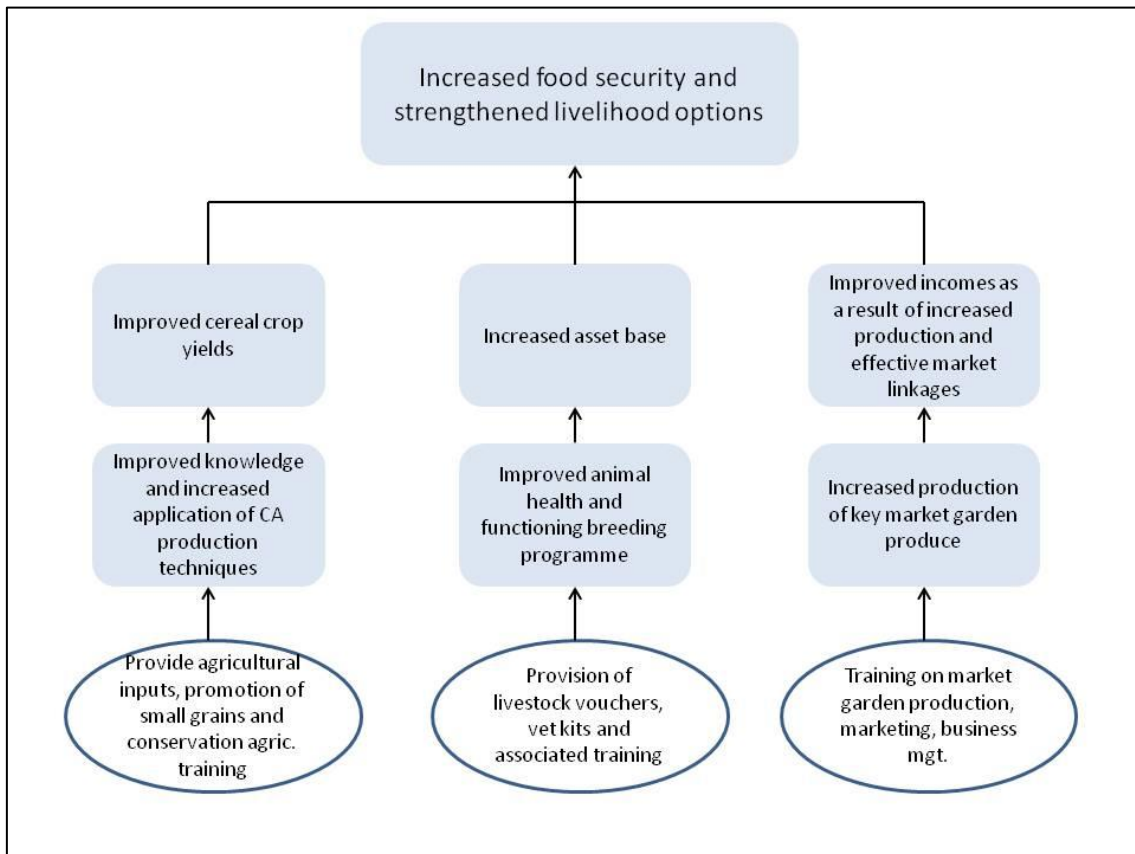 Increased food security and
strengthened livelihood options
Improved cereal crop
yields
Increased asset base
Improved incomes as
a result of increased
production and
effective market
linkages
Improved knowledge
and increased
application of CA
production
techniques
Improved animal
health and
functioning breeding
programme
Increased production
of key market garden
produce
Provide agricultural
inputs, promotion of
small grains and
conservation agric.
training
Provision of
livestock vouchers,
vet kits and
associated training
Training on market
garden production,
marketing, business
mgt.